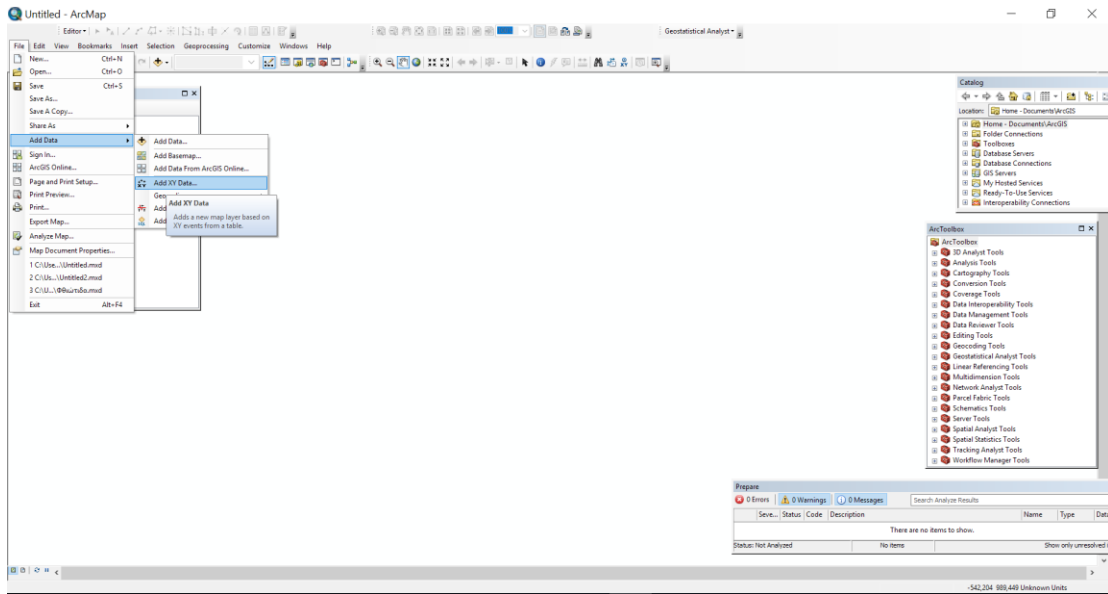 Untitled - ArcMap
Editor
Geostatistical Analyst
File Edit View Bookmarks Insert Selection Geoprocessing Customize Windows Help
New... Ctrl+N
Open... Ctrl+O
Save Ctrl+S
Save As...
Save A Copy...
Share As
Add Data
Sign In...
ArcGIS Online...
Page and Print Setup...
Print Preview...
Print...
Export Map...
Analyze Map...
Map Document Properties...
1 C:\Use...\Untitled.mxd
2 C:\Us...\Untitled2.mxd
3 C:\U...\Φθιώτιδα.mxd
Exit Alt+F4
Add Data...
Add Basemap...
Add Data From ArcGIS Online...
Add XY Data...
Add
Add
Add XY Data
Adds a new map layer based on
XY events from a table.
Catalog
Location: Home - Documents\ArcGIS
Home - Documents\ArcGIS
Folder Connections
Toolboxes
Database Servers
Database Connections
GIS Servers
My Hosted Services
Ready-To-Use Services
Interoperability Connections
ArcToolbox
ArcToolbox
3D Analyst Tools
Analysis Tools
Cartography Tools
Conversion Tools
Coverage Tools
Data Interoperability Tools
Data Management Tools
Data Reviewer Tools
Editing Tools
Geocoding Tools
Geostatistical Analyst Tools
Linear Referencing Tools
Multidimension Tools
Network Analyst Tools
Parcel Fabric Tools
Schematics Tools
Server Tools
Spatial Analyst Tools
Spatial Statistics Tools
Tracking Analyst Tools
Workflow Manager Tools
Prepare
0 Errors 0 Warnings 0 Messages Search Analyze Results
Seve... Status Code Description Name Type Data
There are no items to show.
Status: Not Analyzed No items Show only unresolved
-542,204 989,449 Unknown Units